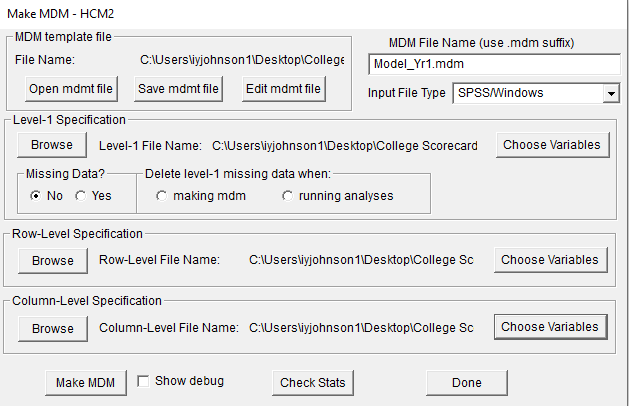 Make MDM - HCM2
MDM template file
File Name: C:\Users\iyjohnson1\Desktop\College
Open mdmt file Save mdmt file Edit mdmt file
MDM File Name (use .mdm suffix)
Model_Yr1.mdm
Input File Type SPSS/Windows
Level-1 Specification
Browse Level-1 File Name: C:\Users\iyjohnson1\Desktop\College Scorecard Choose Variables
Missing Data? Delete level-1 missing data when:
No Yes making mdm running analyses
Row-Level Specification
Browse Row-Level File Name: C:\Users\iyjohnson1\Desktop\College Sc Choose Variables
Column-Level Specification
Browse Column-Level File Name: C:\Users\iyjohnson1\Desktop\College Sc Choose Variables
Make MDM Show debug Check Stats Done